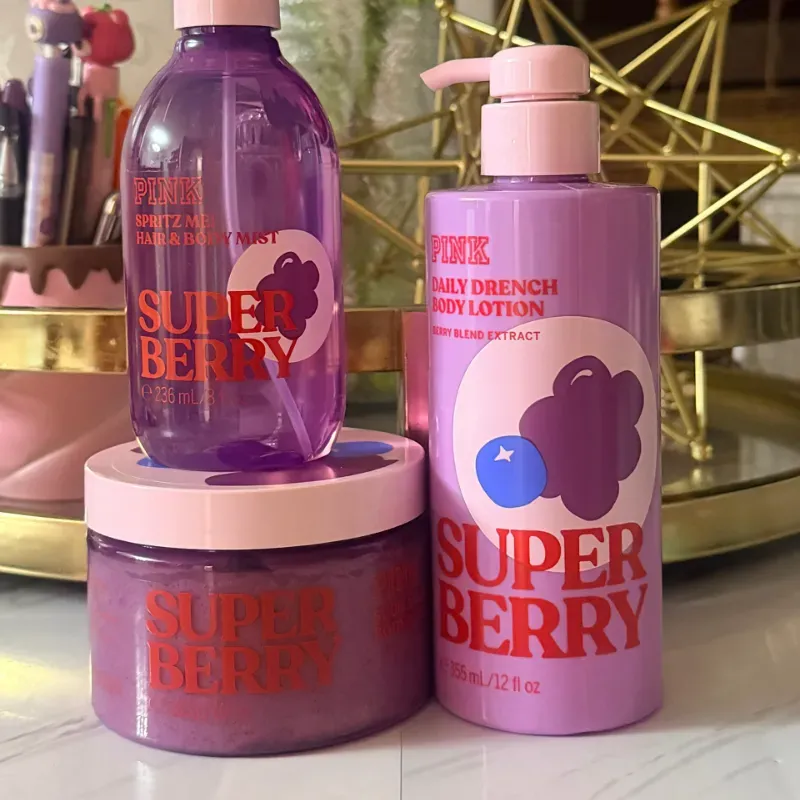 PINK
SPRITZ ME!
HAIR & BODY MIST
SUPER
BERRY
236 mL/8
SUPER
BERRY
PINK
DAILY DRENCH
BODY LOTION
BERRY BLEND EXTRACT
SUPER
BERRY
355 mL/12 fl oz